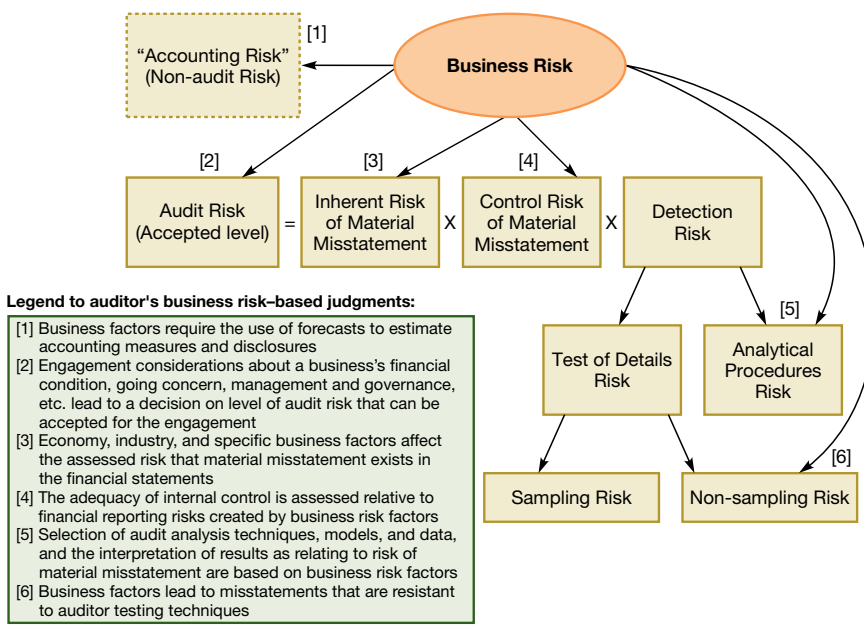 [1]
“Accounting Risk”
(Non-audit Risk)
Business Risk
[2]
[3]
[4]
Audit Risk
(Accepted level)
=
Inherent Risk
of Material
Misstatement
X
Control Risk
of Material
Misstatement
X
Detection
Risk
Legend to auditor's business risk–based judgments:
[1] Business factors require the use of forecasts to estimate
accounting measures and disclosures
[2] Engagement considerations about a business’s financial
condition, going concern, management and governance,
etc. lead to a decision on level of audit risk that can be
accepted for the engagement
[3] Economy, industry, and specific business factors affect
the assessed risk that material misstatement exists in
the financial statements
[4] The adequacy of internal control is assessed relative to
financial reporting risks created by business risk factors
[5] Selection of audit analysis techniques, models, and data,
and the interpretation of results as relating to risk of
material misstatement are based on business risk factors
[6] Business factors lead to misstatements that are resistant
to auditor testing techniques
[5]
Test of Details
Risk
Analytical
Procedures
Risk
[6]
Sampling Risk
Non-sampling Risk